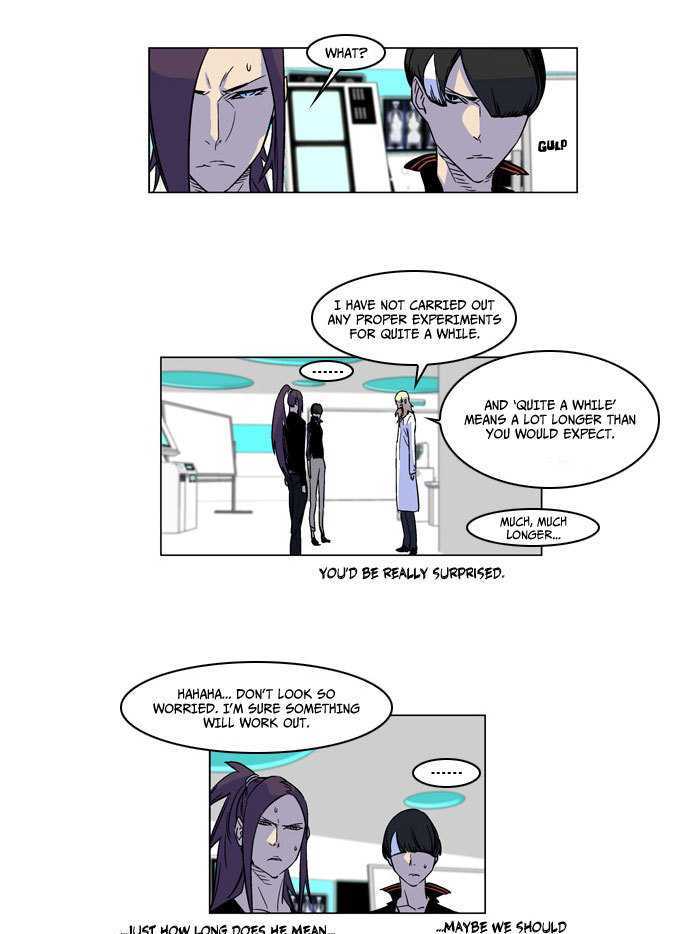 WHAT?
GULP
I HAVE NOT CARRIED OUT
ANY PROPER EXPERIMENTS
FOR QUITE A WHILE.
------
AND 'QUITE A WHILE'
MEANS A LOT LONGER THAN
YOU WOULD EXPECT.
MUCH, MUCH
LONGER...
YOU'D BE REALLY SURPRISED.
HAHAHA... DON'T LOOK SO
WORRIED. I'M SURE SOMETHING
WILL WORK OUT.
------
...JUST HOW LONG DOES HE MEAN...
...MAYBE WE SHOULD